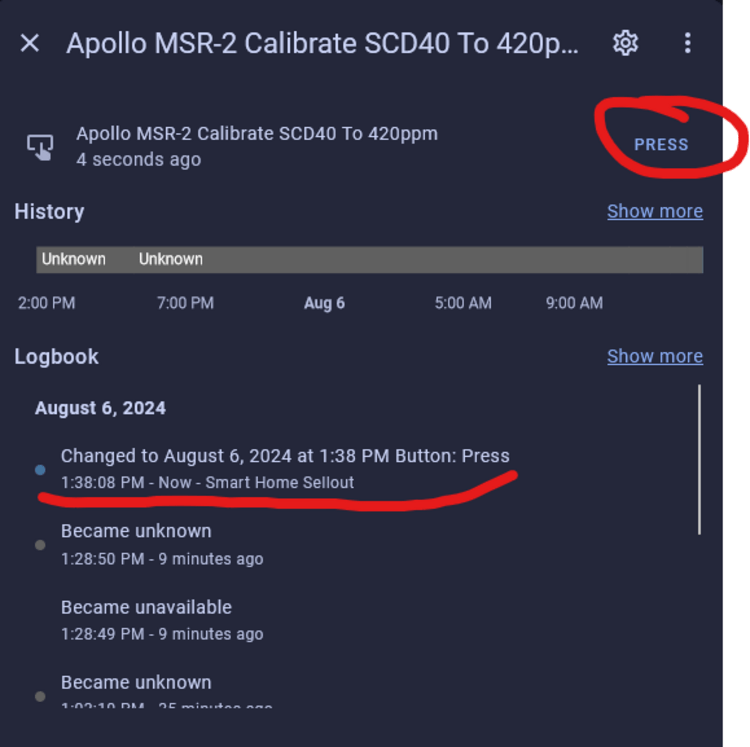 Apollo MSR-2 Calibrate SCD40 To 420p...
Apollo MSR-2 Calibrate SCD40 To 420ppm
4 seconds ago
PRESS
History
Show more
Unknown Unknown
2:00 PM 7:00 PM Aug 6 5:00 AM 9:00 AM
Logbook
Show more
August 6, 2024
Changed to August 6, 2024 at 1:38 PM Button: Press
1:38:08 PM - Now - Smart Home Sellout
Became unknown
1:28:50 PM - 9 minutes ago
Became unavailable
1:28:49 PM - 9 minutes ago
Became unknown